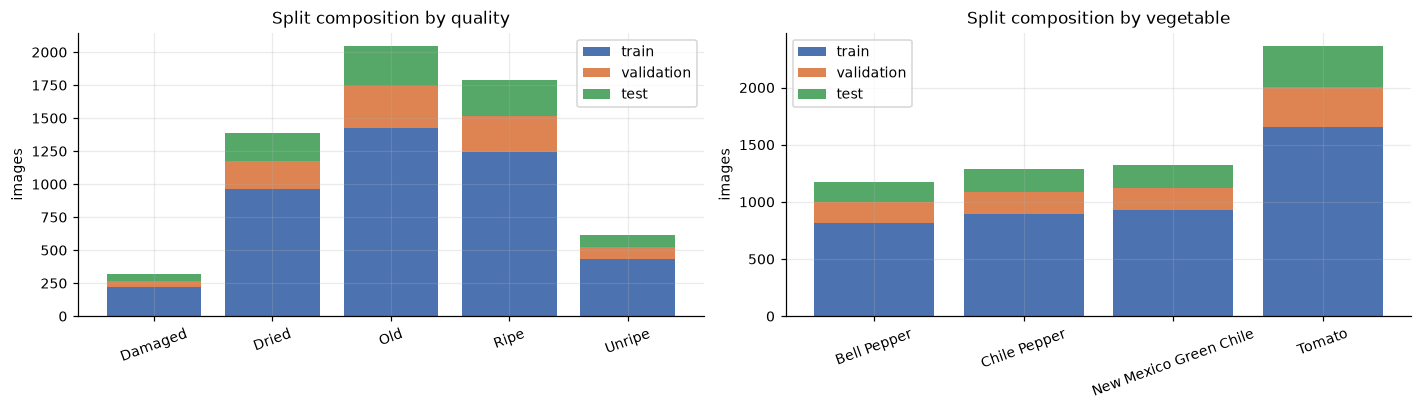 Split composition by quality
train
validation
test
images
2000
1750
1500
1250
1000
750
500
250
0
Damaged
Dried
Old
Ripe
Unripe
Split composition by vegetable
train
validation
test
images
2000
1500
1000
500
0
Bell Pepper
Chile Pepper
New Mexico Green Chile
Tomato